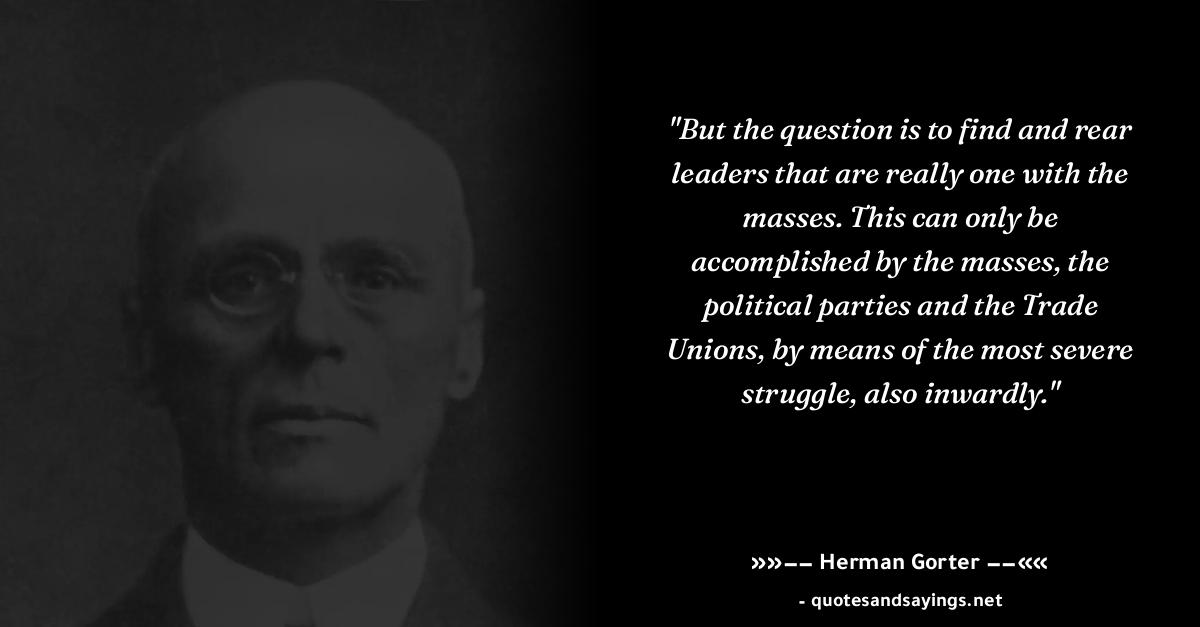 "But the question is to find and rear
leaders that are really one with the
masses. This can only be
accomplished by the masses, the
political parties and the Trade
Unions, by means of the most severe
struggle, also inwardly."
»»−− Herman Gorter −−««
- quotesandsayings.net